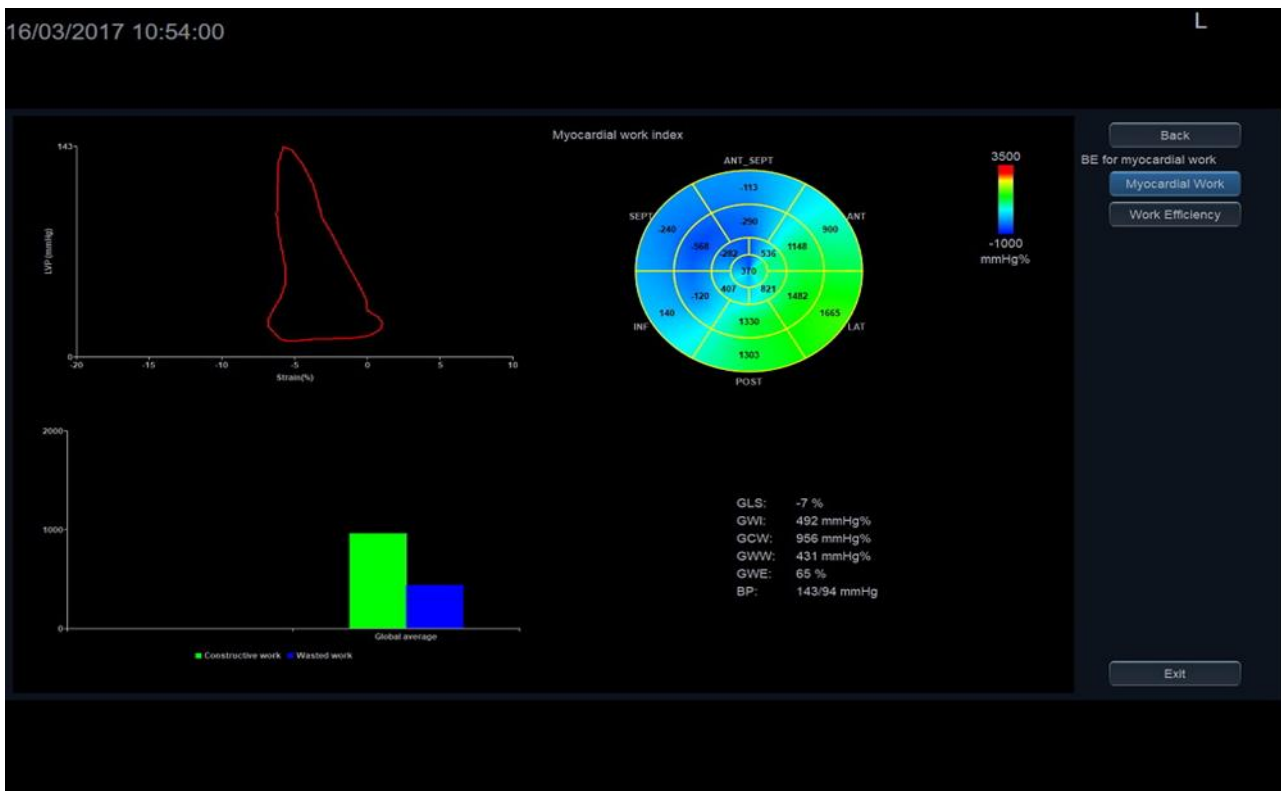 16/03/2017 10:54:00
L
Myocardial work index
143
LVP (mmHg)
0
-20 -15 -10 -5 0 5 10
Strain(%)
ANT_SEPT
SEPT
ANT
INF
LAT
POST
-113
-240
900
-290
-568
1148
-282
536
370
407
821
-120
1482
140
1665
1330
1303
3500
-1000
mmHg%
Back
BE for myocardial work
Myocardial Work
Work Efficiency
2000
1000
0
Global average
Constructive work Wasted work
GLS: -7 %
GWI: 492 mmHg%
GCW: 956 mmHg%
GWW: 431 mmHg%
GWE: 65 %
BP: 143/94 mmHg
Exit